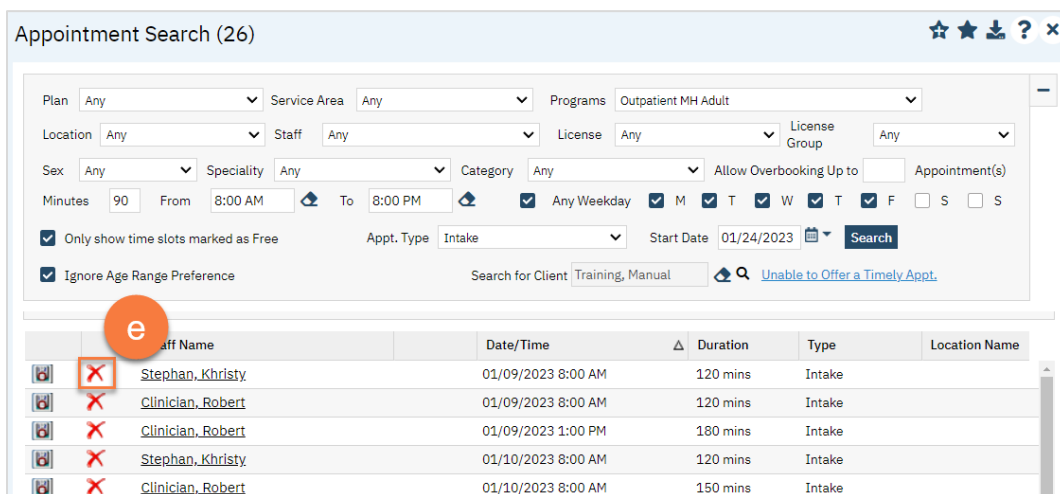 Appointment Search (26)
Plan Any Service Area Any Programs Outpatient MH Adult
Location Any Staff Any License Any License Group Any
Sex Any Speciality Any Category Any Allow Overbooking Up to Appointment(s)
Minutes 90 From 8:00 AM To 8:00 PM Any Weekday M T W T F S S
Only show time slots marked as Free Appt. Type Intake Start Date 01/24/2023 Search
Ignore Age Range Preference Search for Client Training, Manual Unable to Offer a Timely Appt.
e
aff Name Date/Time Duration Type Location Name
Stephan, Khristy 01/09/2023 8:00 AM 120 mins Intake
Clinician, Robert 01/09/2023 8:00 AM 120 mins Intake
Clinician, Robert 01/09/2023 1:00 PM 180 mins Intake
Stephan, Khristy 01/10/2023 8:00 AM 120 mins Intake
Clinician, Robert 01/10/2023 8:00 AM 150 mins Intake